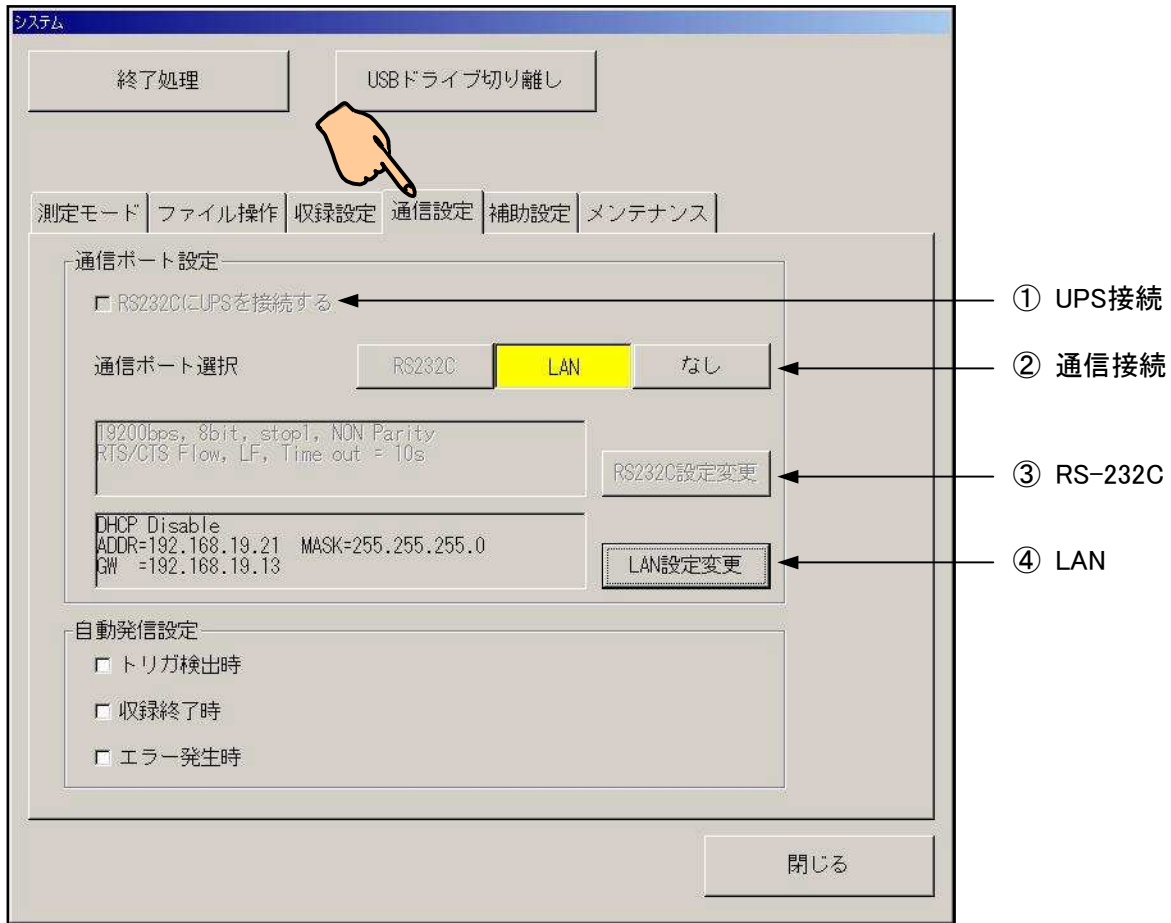 システム
終了処理
USBドライブ切り離し
測定モード
ファイル操作
収録設定
通信設定
補助設定
メンテナンス
通信ポート設定
RS232CにUPSを接続する
① UPS接続
通信ポート選択
RS232C
LAN
なし
② 通信接続
19200bps, 8bit, stop1, NON Parity
RTS/CTS Flow, LF, Time out = 10s
RS232C設定変更
③ RS-232C
DHCP Disable
ADDR=192.168.19.21 MASK=255.255.255.0
GW =192.168.19.13
LAN設定変更
④ LAN
自動発信設定
トリガ検出時
収録終了時
エラー発生時
閉じる